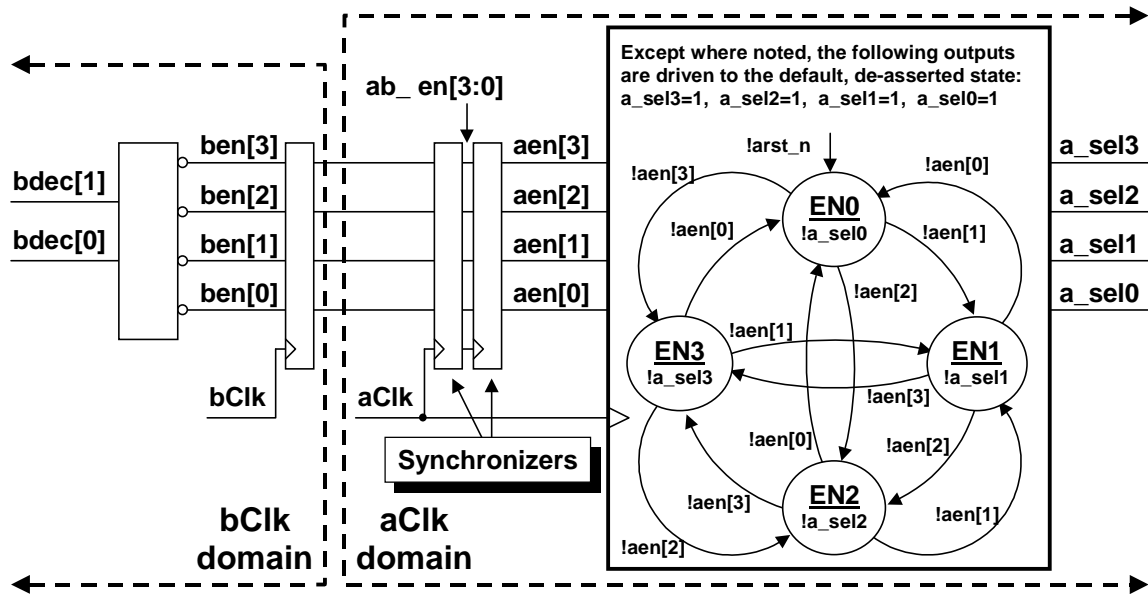 Except where noted, the following outputs
are driven to the default, de-asserted state:
a_sel3=1, a_sel2=1, a_sel1=1, a_sel0=1
ab_ en[3:0]
bdec[1]
bdec[0]
ben[3]
ben[2]
ben[1]
ben[0]
aen[3]
aen[2]
aen[1]
aen[0]
!arst_n
!aen[3]
!aen[0]
EN0
!a_sel0
!aen[0]
!aen[1]
!aen[2]
!aen[1]
EN3
!a_sel3
EN1
!a_sel1
!aen[3]
!aen[0]
!aen[2]
!aen[3]
EN2
!a_sel2
!aen[1]
!aen[2]
a_sel3
a_sel2
a_sel1
a_sel0
bClk
aClk
Synchronizers
bClk
domain
aClk
domain